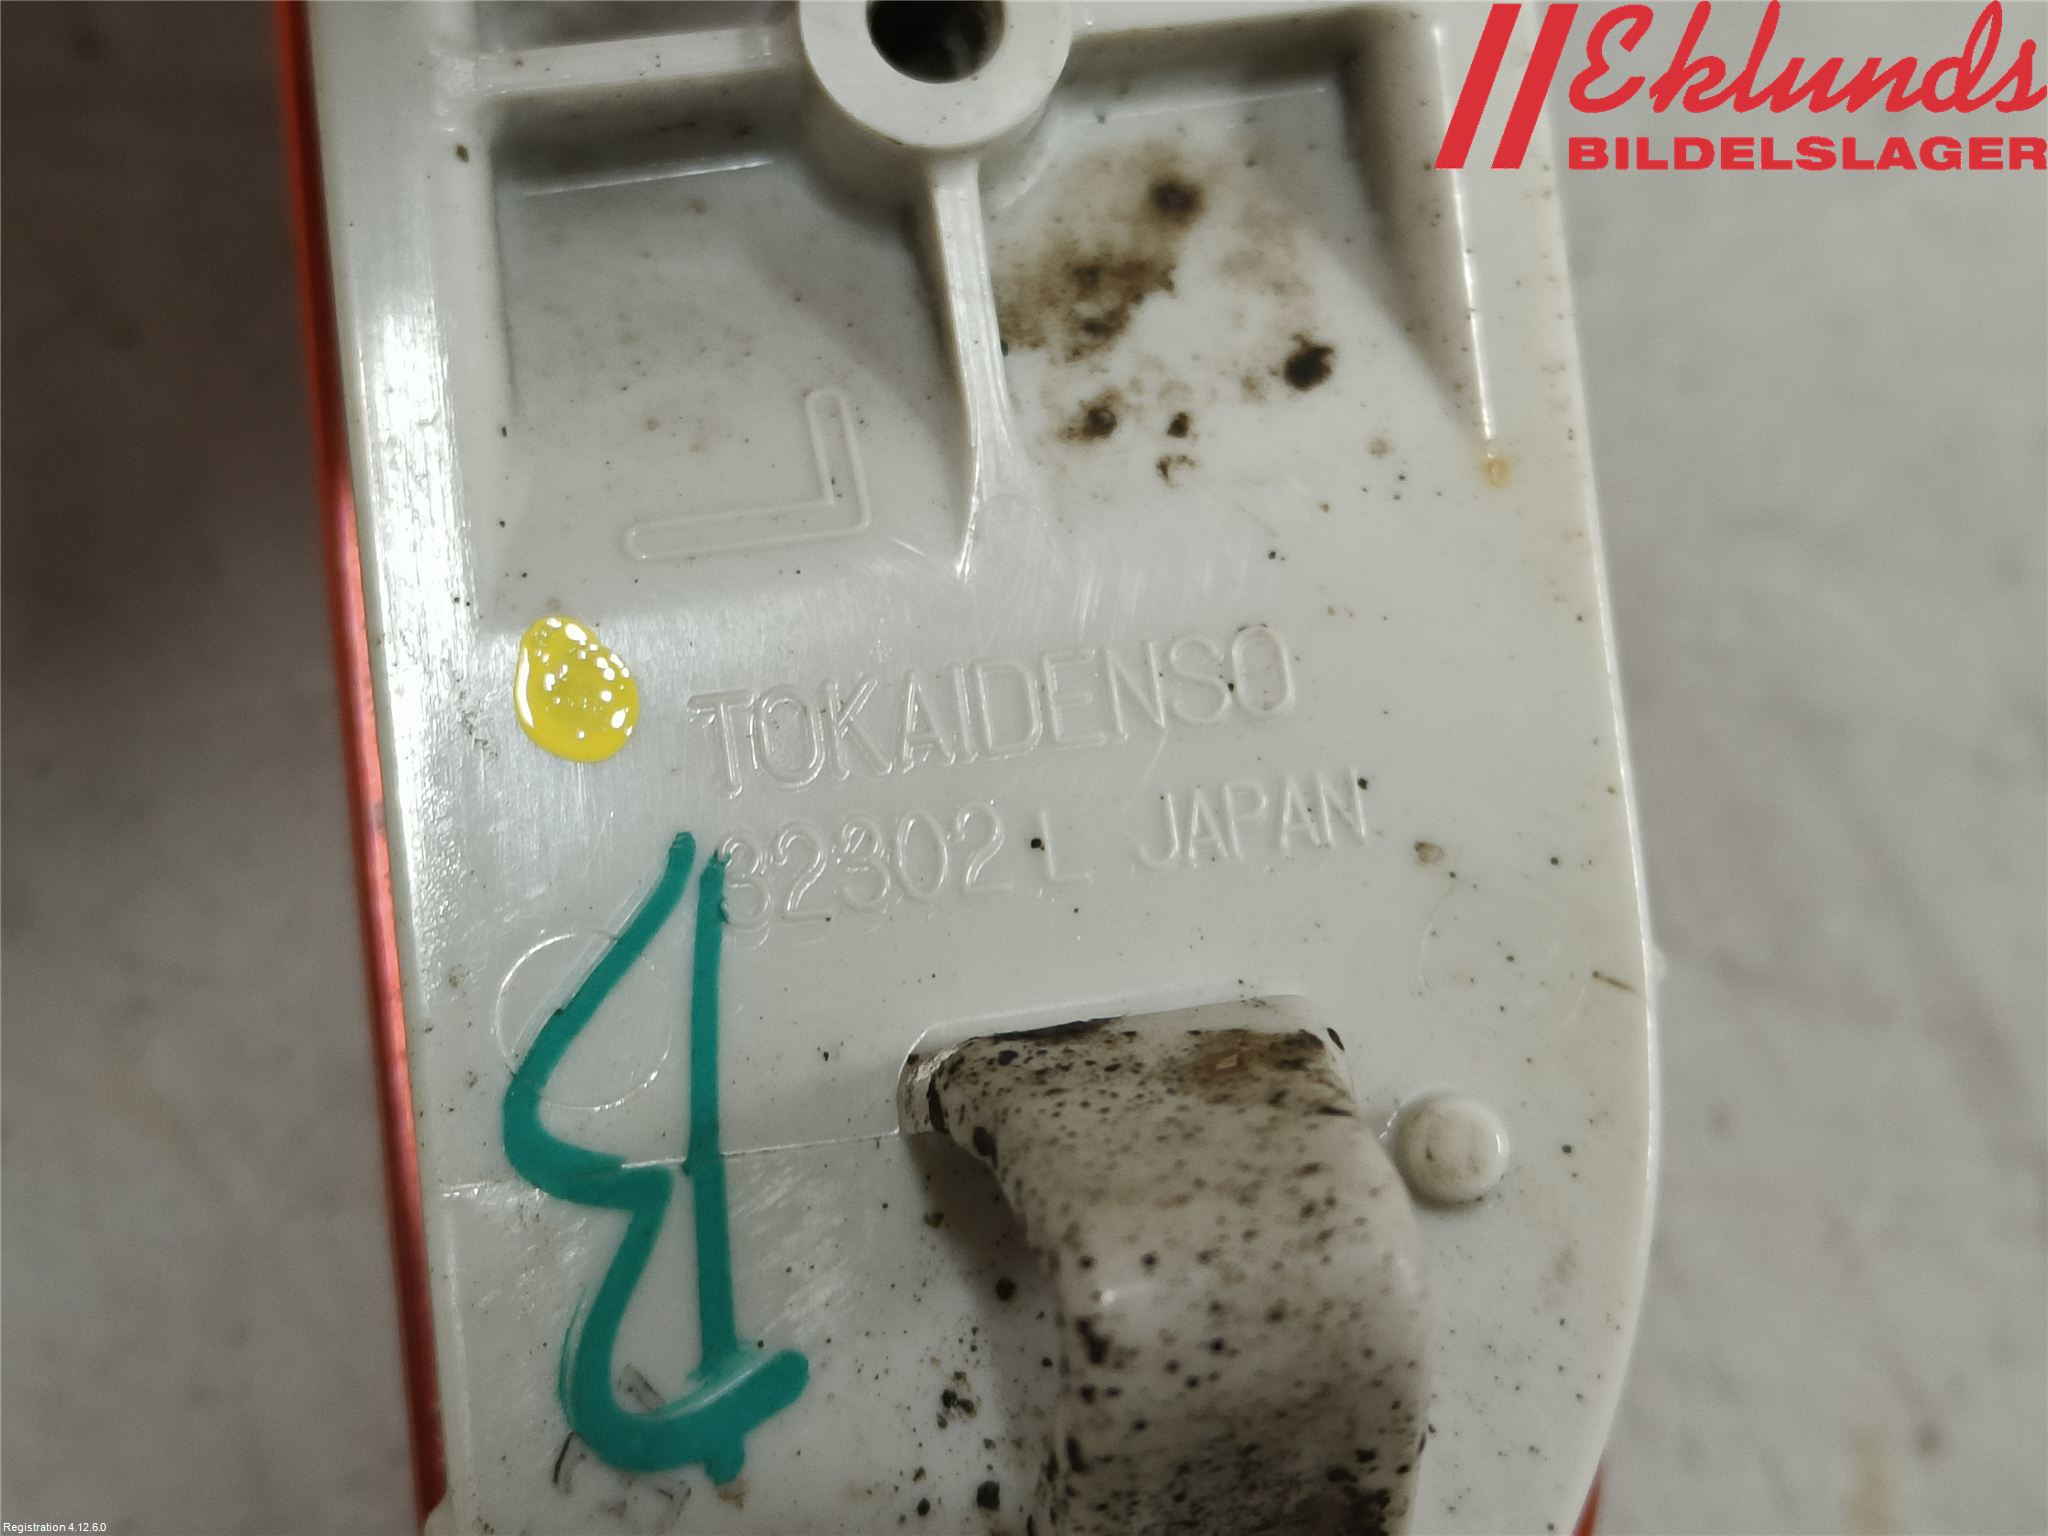 Eklunds
BILDELSLAGER
L
TOKAIDENSO
32302 L JAPAN
B
Registration 4.12.6.0